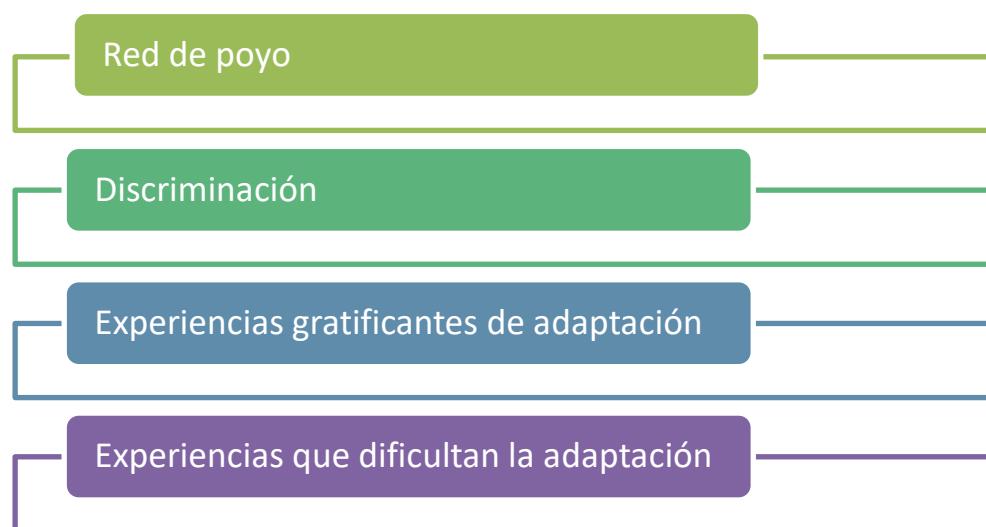 Red de poyo
Discriminación
Experiencias gratificantes de adaptación
Experiencias que dificultan la adaptación